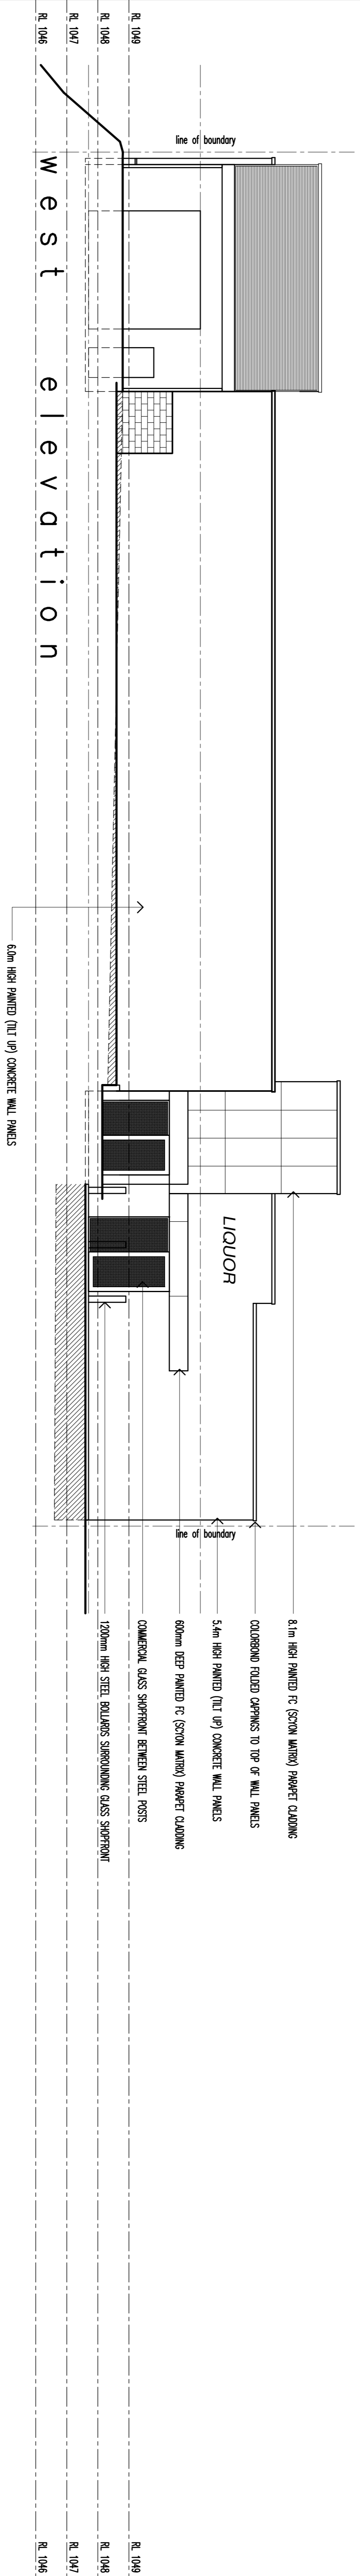 8.1m HIGH PAINTED FC (SCYON MATRIX) PARAPET CLADDING
COLORBOND FOLDED CAPPINGS TO TOP OF WALL PANELS
5.4m HIGH PAINTED (TILT UP) CONCRETE WALL PANELS
600mm DEEP PAINTED FC (SCYON MATRIX) PARAPET CLADDING
COMMERCIAL GLASS SHOPFRONT BETWEEN STEEL POSTS
1200mm HIGH STEEL BOLLARDS SURROUNDING GLASS SHOPFRONT
LIQUOR
line of boundary
line of boundary
RL 1049
RL 1048
RL 1047
RL 1046
RL 1049
RL 1048
RL 1047
RL 1046
west elevation
6.0m HIGH PAINTED (TILT UP) CONCRETE WALL PANELS